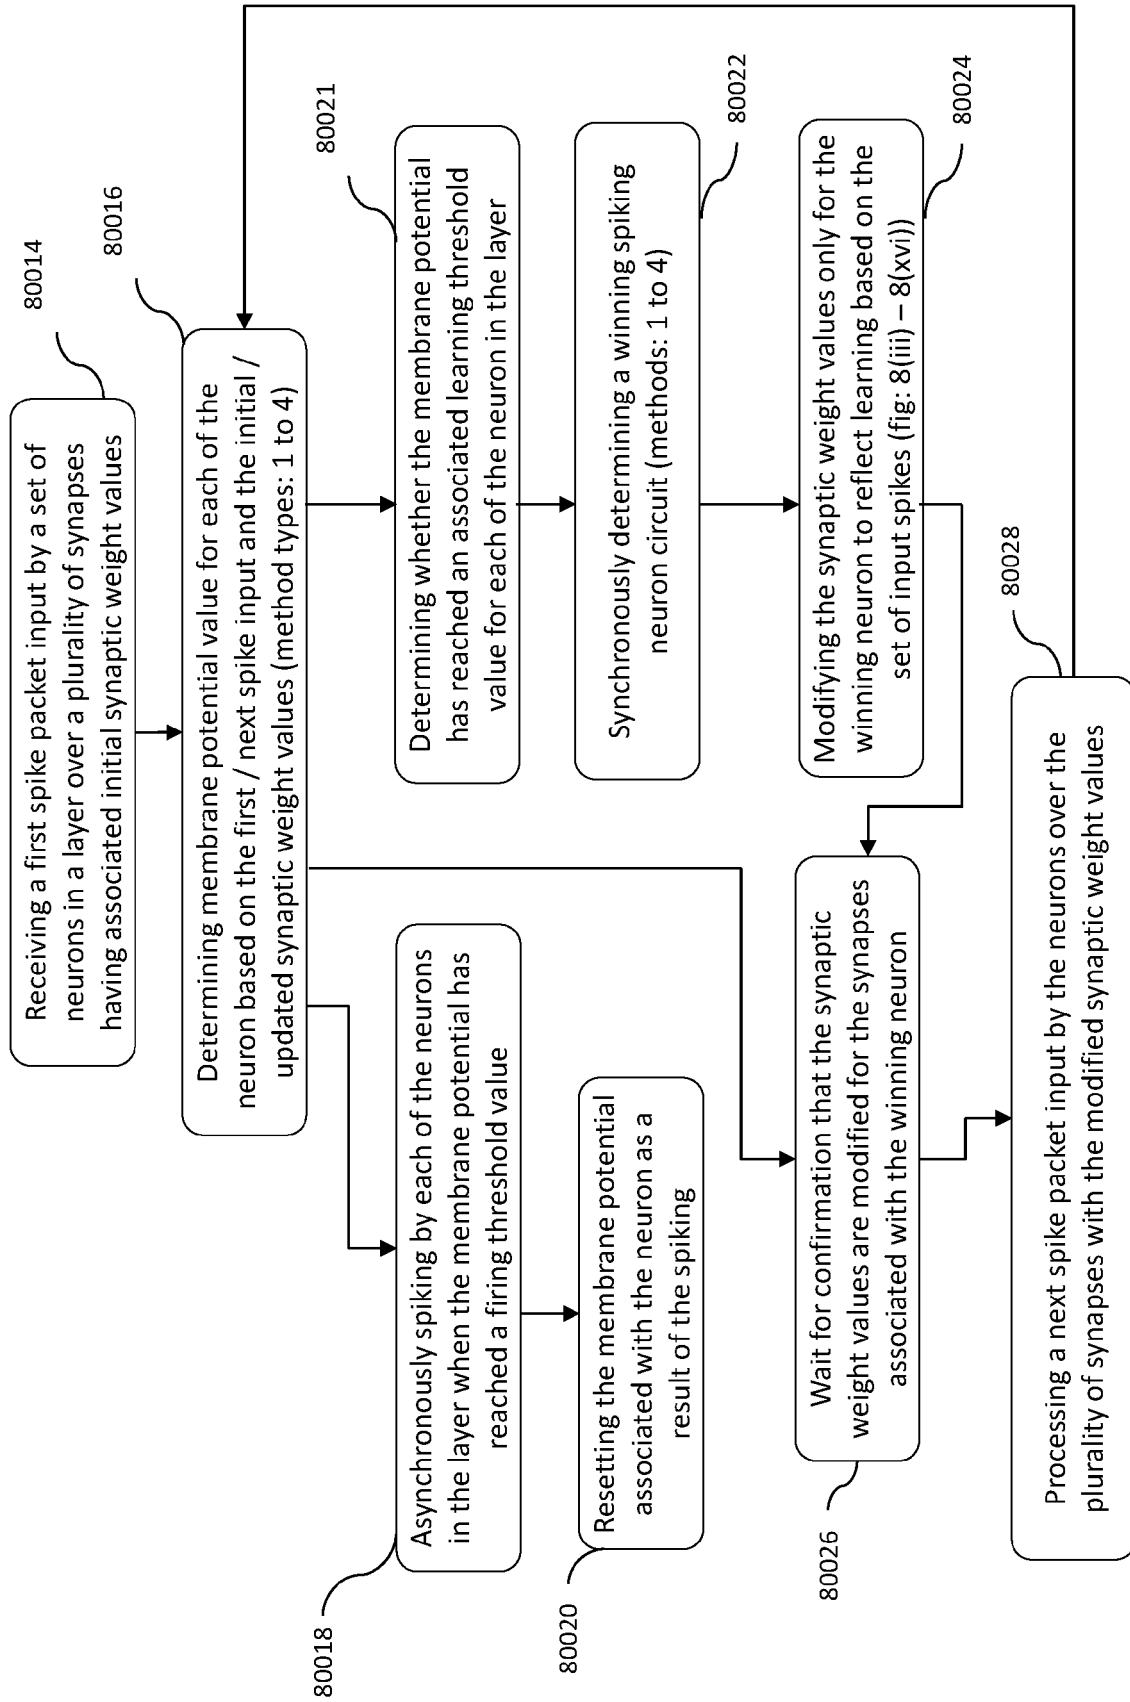 80014
Receiving a first spike packet input by a set of
neurons in a layer over a plurality of synapses
having associated initial synaptic weight values
80016
Determining membrane potential value for each of the
neuron based on the first / next spike input and the initial /
updated synaptic weight values (method types: 1 to 4)
80018
Asynchronously spiking by each of the neurons
in the layer when the membrane potential has
reached a firing threshold value
80020
Resetting the membrane potential
associated with the neuron as a
result of the spiking
80021
Determining whether the membrane potential
has reached an associated learning threshold
value for each of the neuron in the layer
80022
Synchronously determining a winning spiking
neuron circuit (methods: 1 to 4)
80024
Modifying the synaptic weight values only for the
winning neuron to reflect learning based on the
set of input spikes (fig: 8(iii) – 8(xvi))
80026
Wait for confirmation that the synaptic
weight values are modified for the synapses
associated with the winning neuron
80028
Processing a next spike packet input by the neurons over the
plurality of synapses with the modified synaptic weight values